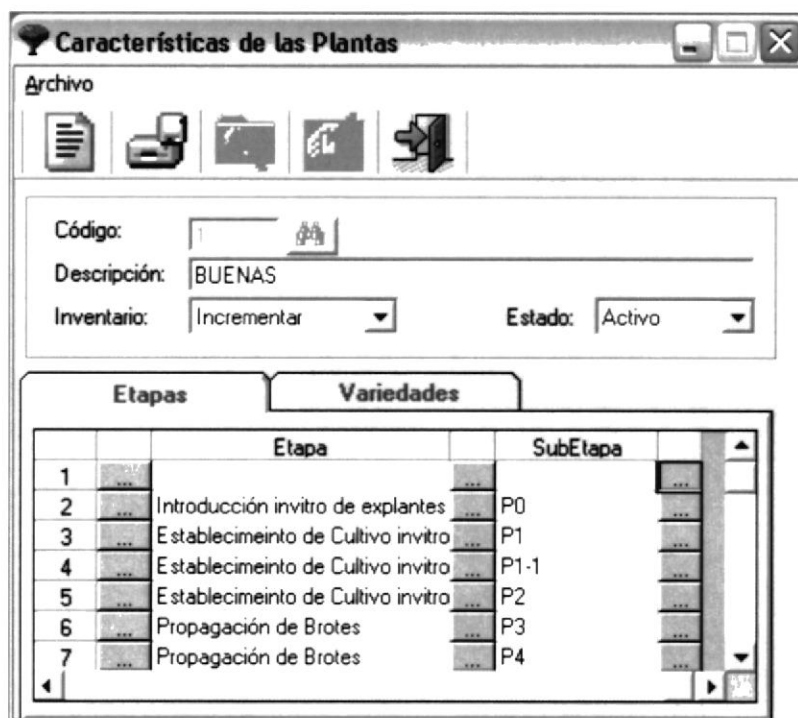 Características de las Plantas
Archivo
Código: 1
Descripción: BUENAS
Inventario: Incrementar Estado: Activo
Etapas Variedades
Etapa SubEtapa
1 ... ... ...
2 ... Introducción invitro de explantes ... P0 ...
3 ... Establecimeinto de Cultivo invitro ... P1 ...
4 ... Establecimeinto de Cultivo invitro ... P1-1 ...
5 ... Establecimeinto de Cultivo invitro ... P2 ...
6 ... Propagación de Brotes ... P3 ...
7 ... Propagación de Brotes ... P4 ...